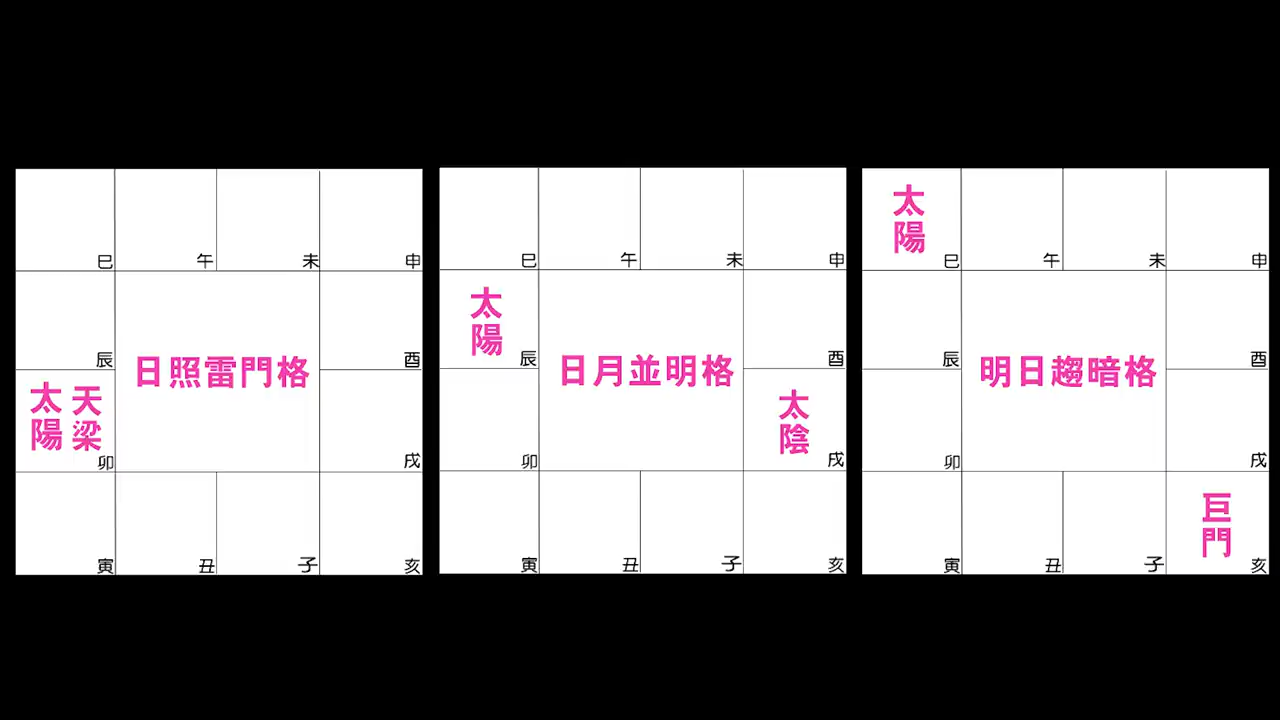 巳 午 未 申
辰 酉
日照雷門格
太陽 天梁
卯 戌
寅 丑 子 亥
巳 午 未 申
太陽
辰 酉
日月並明格
太陰
卯 戌
寅 丑 子 亥
太陽
巳 午 未 申
辰 酉
明日趨暗格
卯 戌
巨門
寅 丑 子 亥